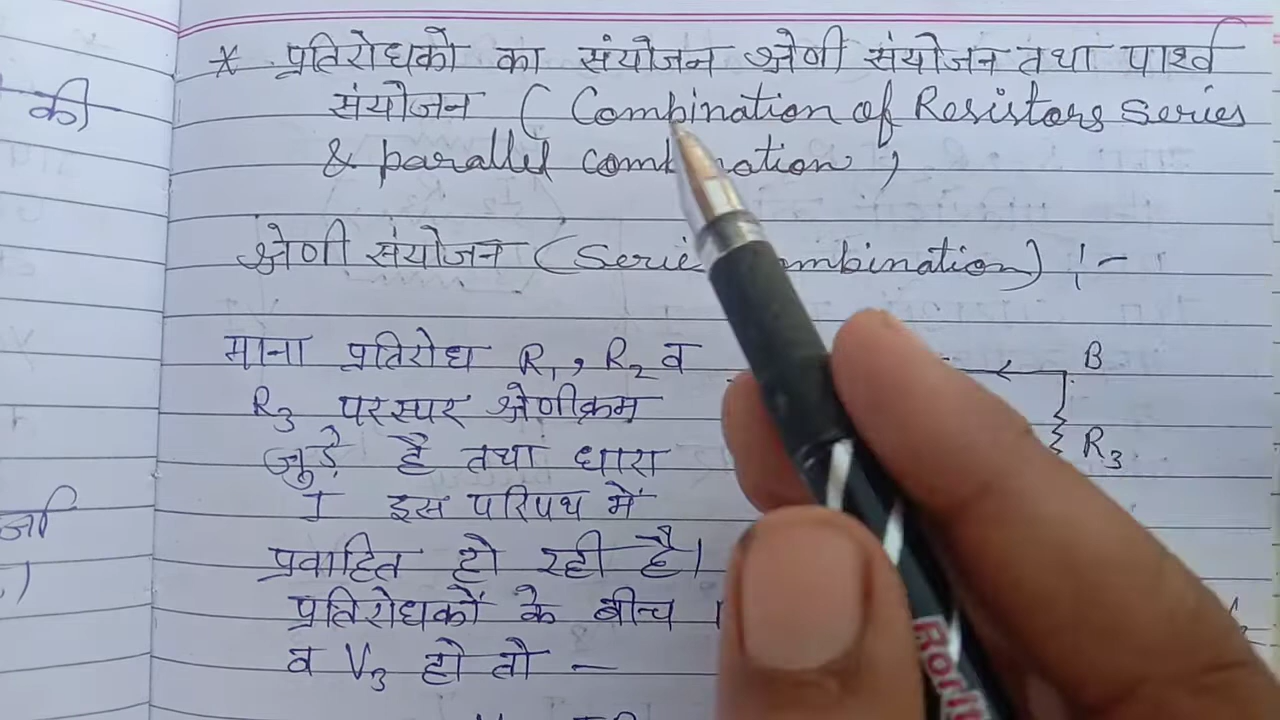 * प्रतिरोधकों का संयोजन श्रेणी संयोजन तथा पार्श्व
संयोजन ( Combination of Resistors Series
& parallel combination )
की
श्रेणी संयोजन (Series Combination) :-
माना प्रतिरोध R₁, R₂ व
R₃ परस्पर श्रेणीक्रम
जुड़े है तथा धारा
I इस परिपथ में
प्रवाहित हो रही है।
प्रतिरोधकों के बीच
व V₃ हो तो -
B
R₃
Rorito